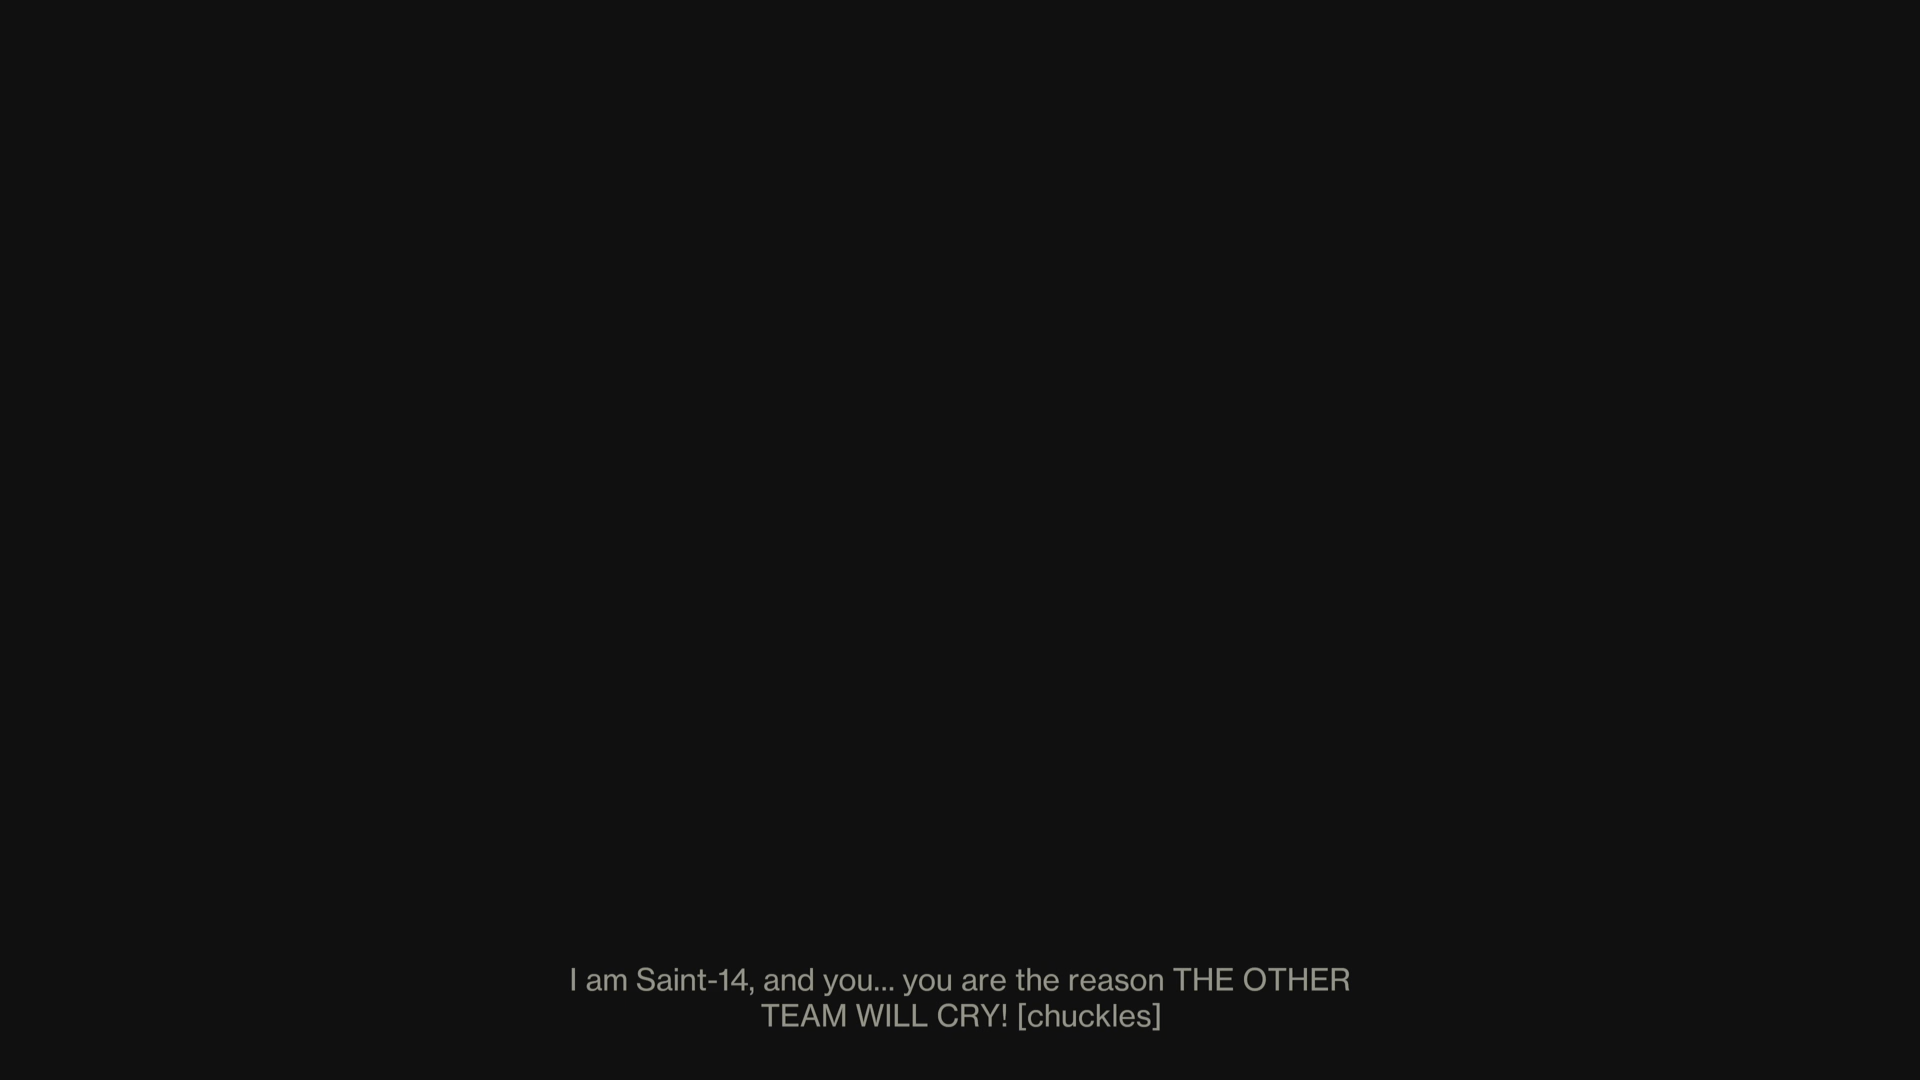 I am Saint-14, and you... you are the reason THE OTHER
TEAM WILL CRY! [chuckles]